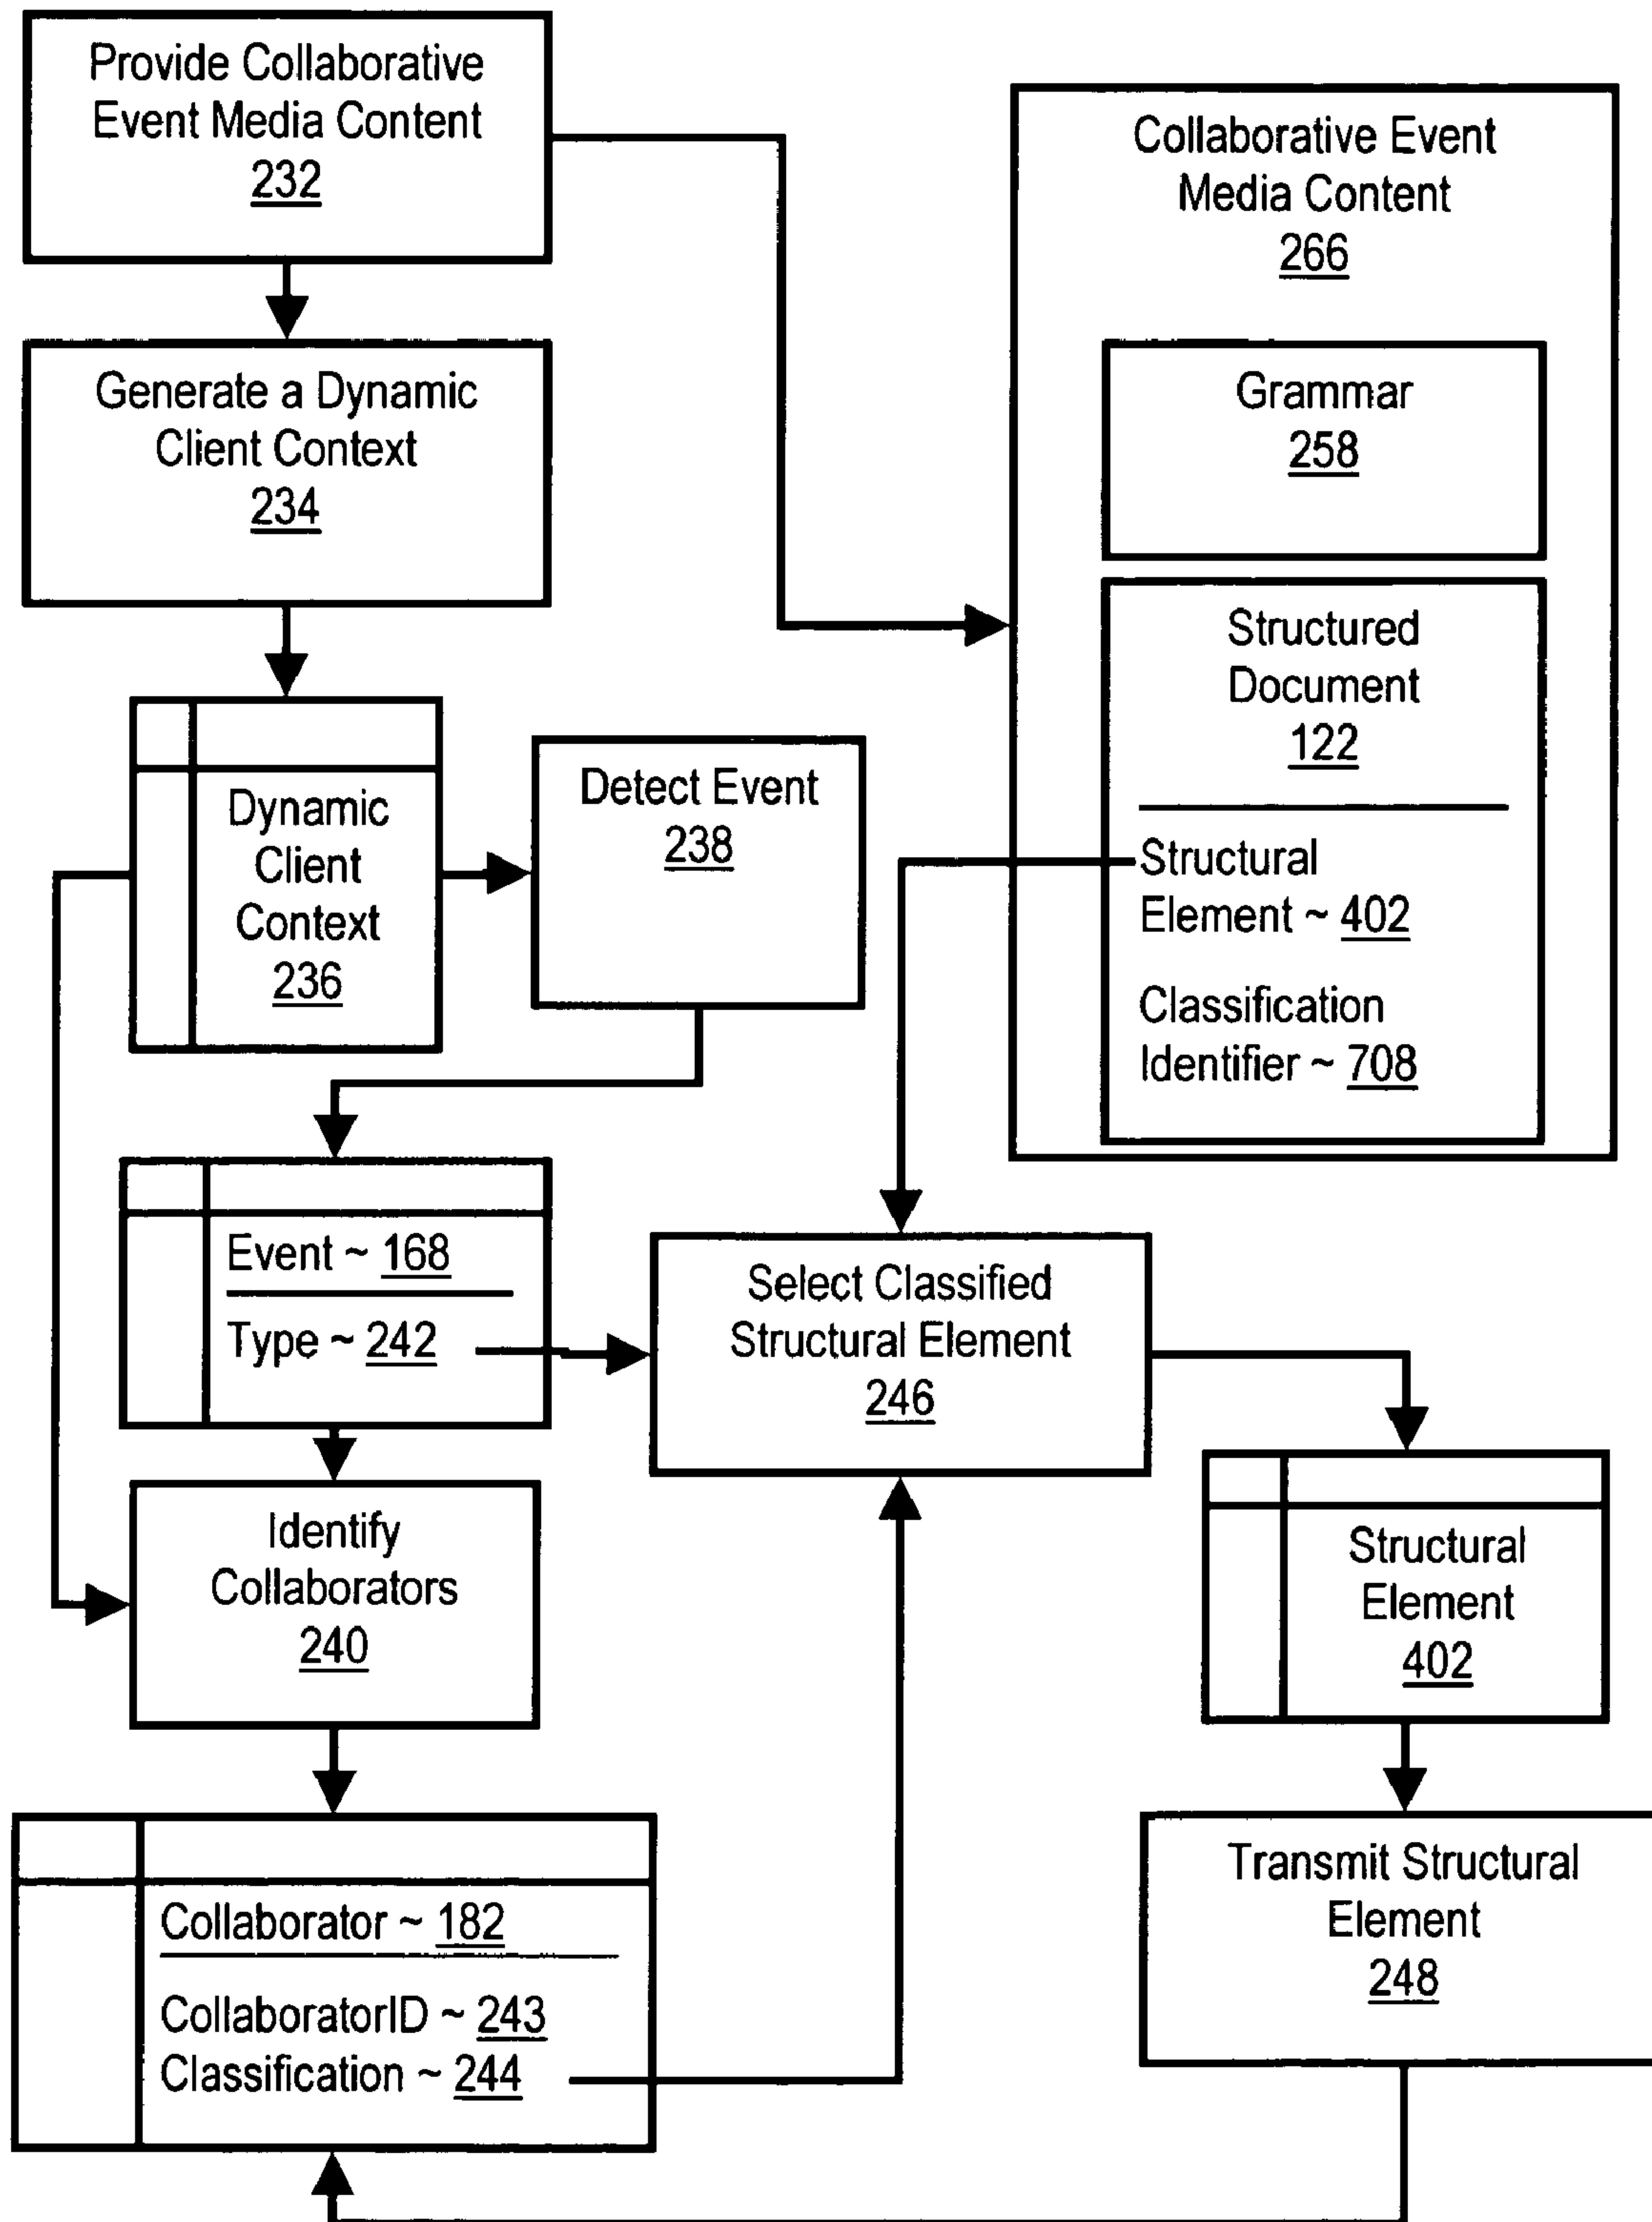 Provide Collaborative
Event Media Content
232
Collaborative Event
Media Content
266
Generate a Dynamic
Client Context
234
Grammar
258
Structured
Document
122
Structural
Element ~ 402
Classification
Identifier ~ 708
Dynamic
Client
Context
236
Detect Event
238
Event ~ 168
Type ~ 242
Select Classified
Structural Element
246
Identify
Collaborators
240
Structural
Element
402
Collaborator ~ 182
CollaboratorID ~ 243
Classification ~ 244
Transmit Structural
Element
248